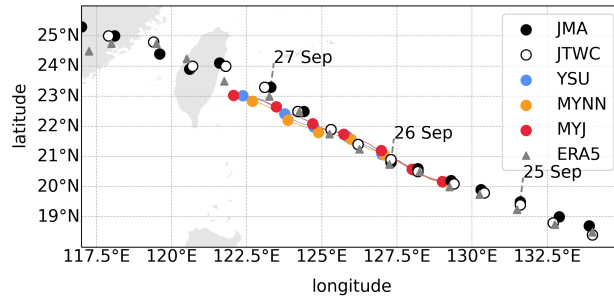 25°N
24°N
23°N
22°N
21°N
20°N
19°N
latitude
27 Sep
26 Sep
25 Sep
JMA
JTWC
YSU
MYNN
MYJ
ERA5
117.5°E 120°E 122.5°E 125°E 127.5°E 130°E 132.5°E
longitude